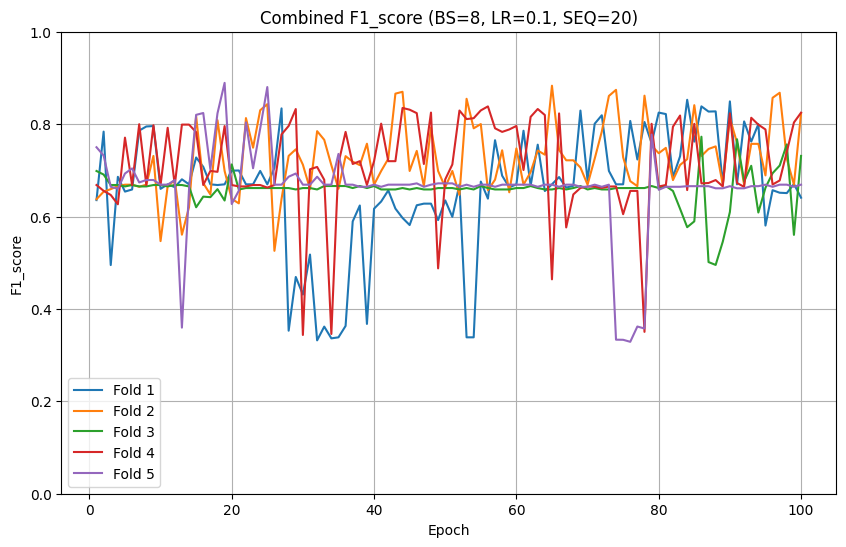 Combined F1_score (BS=8, LR=0.1, SEQ=20)
1.0
0.8
0.6
0.4
0.2
0.0
F1_score
Fold 1
Fold 2
Fold 3
Fold 4
Fold 5
0 20 40 60 80 100
Epoch